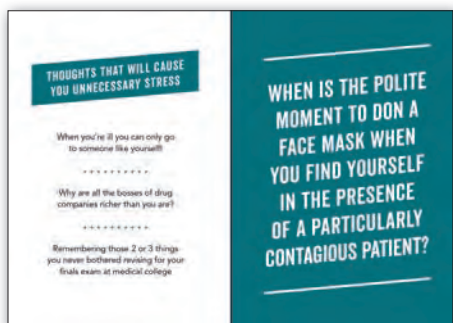 THOUGHTS THAT WILL CAUSE
YOU UNNECESSARY STRESS
When you're ill you can only go
to someone like yourself!
Why are all the bosses of drug
companies richer than you are?
Remembering those 2 or 3 things
you never bothered revising for your
finals exam at medical college
WHEN IS THE POLITE
MOMENT TO DON A
FACE MASK WHEN
YOU FIND YOURSELF
IN THE PRESENCE
OF A PARTICULARLY
CONTAGIOUS PATIENT?